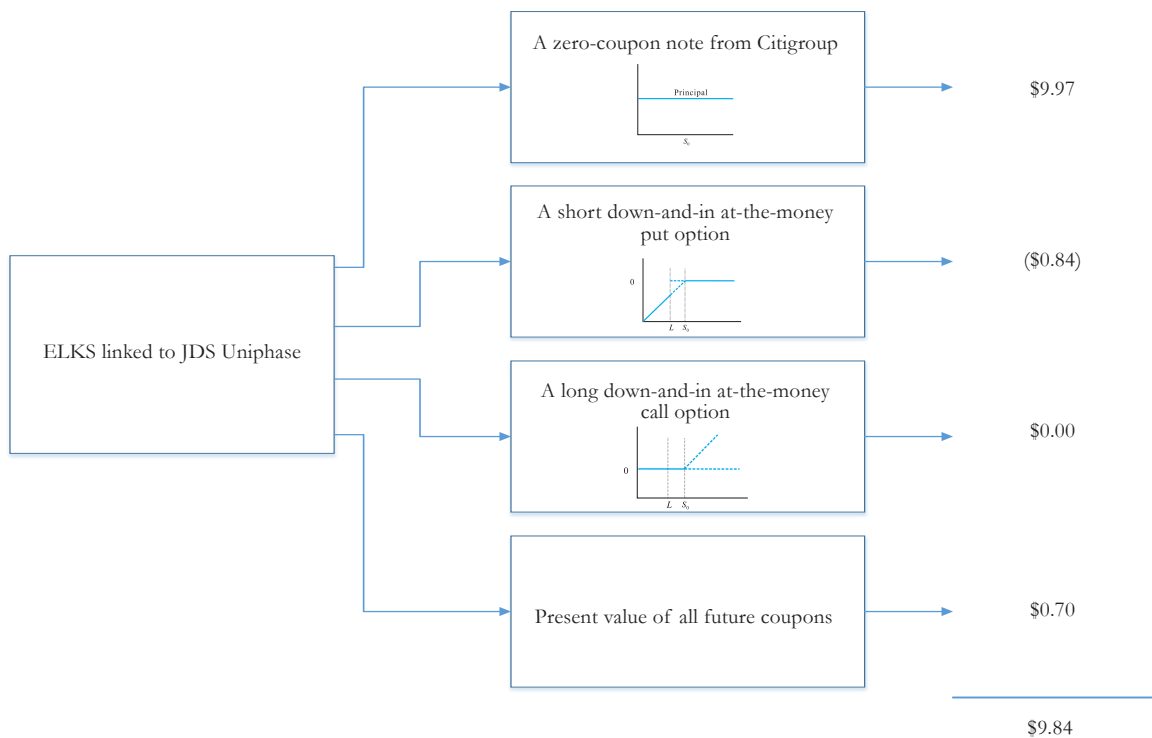 A zero-coupon note from Citigroup
Principal
S₀
$9.97
A short down-and-in at-the-money
put option
0
L
S₀
($0.84)
ELKS linked to JDS Uniphase
A long down-and-in at-the-money
call option
0
L
S₀
$0.00
Present value of all future coupons
$0.70
$9.84